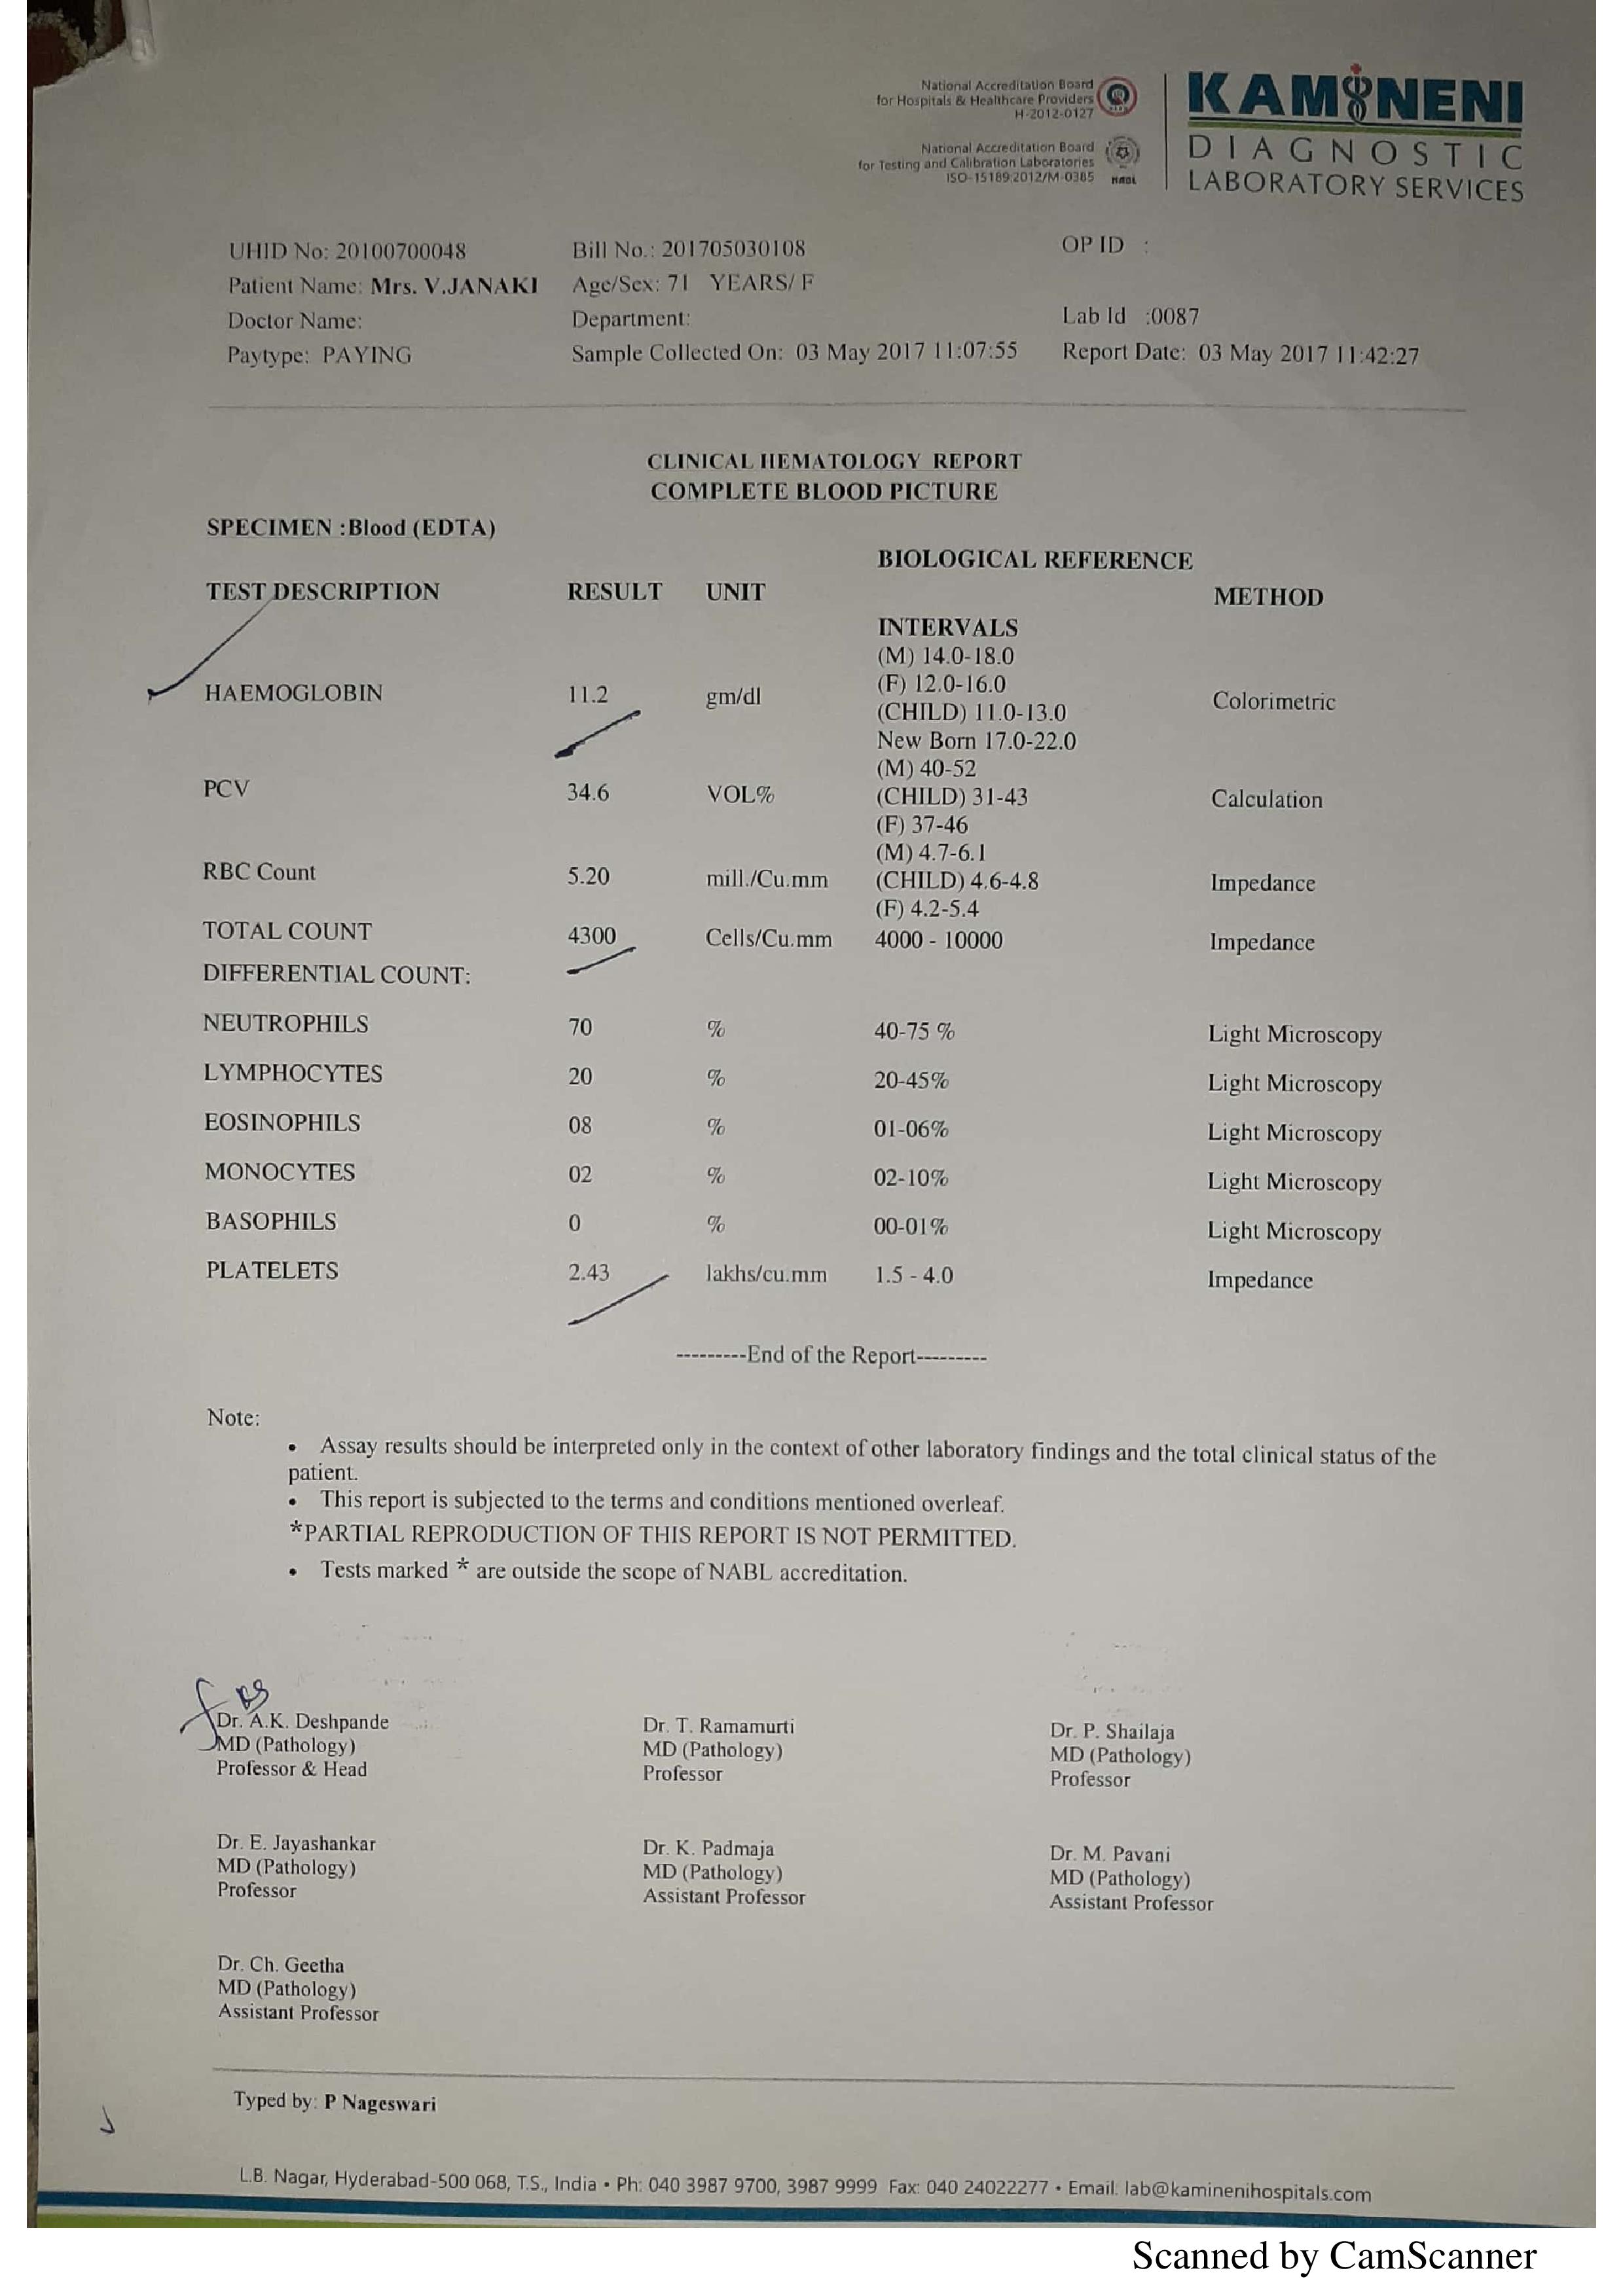 National Accreditation Board
for Hospitals & Healthcare Providers
H-2012-0127
National Accreditation Board
for Testing and Calibration Laboratories
ISO-15189:2012/M-0365
NABL
KAMINENI
DIAGNOSTIC
LABORATORY SERVICES
UHID No: 20100700048 Bill No.: 201705030108 OP ID :
Patient Name: Mrs. V.JANAKI Age/Sex: 71 YEARS/ F
Doctor Name: Department: Lab Id :0087
Paytype: PAYING Sample Collected On: 03 May 2017 11:07:55 Report Date: 03 May 2017 11:42:27
CLINICAL HEMATOLOGY REPORT
COMPLETE BLOOD PICTURE
SPECIMEN :Blood (EDTA)
BIOLOGICAL REFERENCE
TEST DESCRIPTION RESULT UNIT METHOD
INTERVALS
(M) 14.0-18.0
(F) 12.0-16.0
HAEMOGLOBIN 11.2 gm/dl Colorimetric
(CHILD) 11.0-13.0
New Born 17.0-22.0
(M) 40-52
PCV 34.6 VOL% (CHILD) 31-43 Calculation
(F) 37-46
(M) 4.7-6.1
RBC Count 5.20 mill./Cu.mm (CHILD) 4.6-4.8 Impedance
(F) 4.2-5.4
TOTAL COUNT 4300 Cells/Cu.mm 4000 - 10000 Impedance
DIFFERENTIAL COUNT:
NEUTROPHILS 70 % 40-75 % Light Microscopy
LYMPHOCYTES 20 % 20-45% Light Microscopy
EOSINOPHILS 08 % 01-06% Light Microscopy
MONOCYTES 02 % 02-10% Light Microscopy
BASOPHILS 0 % 00-01% Light Microscopy
PLATELETS 2.43 lakhs/cu.mm 1.5 - 4.0 Impedance
---------End of the Report---------
Note:
• Assay results should be interpreted only in the context of other laboratory findings and the total clinical status of the
patient.
• This report is subjected to the terms and conditions mentioned overleaf.
*PARTIAL REPRODUCTION OF THIS REPORT IS NOT PERMITTED.
• Tests marked * are outside the scope of NABL accreditation.
Dr. A.K. Deshpande Dr. T. Ramamurti Dr. P. Shailaja
MD (Pathology) MD (Pathology) MD (Pathology)
Professor & Head Professor Professor
Dr. E. Jayashankar Dr. K. Padmaja Dr. M. Pavani
MD (Pathology) MD (Pathology) MD (Pathology)
Professor Assistant Professor Assistant Professor
Dr. Ch. Geetha
MD (Pathology)
Assistant Professor
Typed by: P Nageswari
L.B. Nagar, Hyderabad-500 068, T.S., India • Ph: 040 3987 9700, 3987 9999 Fax: 040 24022277 • Email: lab@kaminenihospitals.com
Scanned by CamScanner